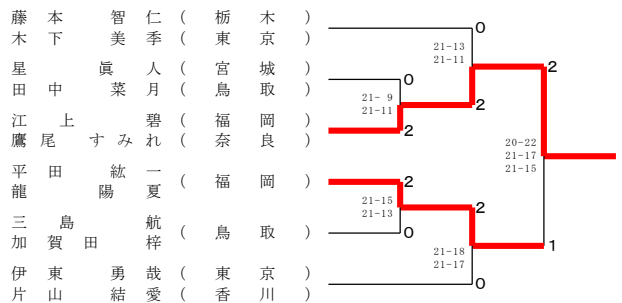 藤本 智仁 (栃木)
木下 美季 (東京)
星 眞人 (宮城)
田中 菜月 (鳥取)
江上 碧 (福岡)
鷹尾 すみれ (奈良)
平田 紘一
龍 陽夏
(福岡)
三島 航
加賀田 梓
(鳥取)
伊東 勇哉 (東京)
片山 結愛 (香川)
0
21-13
21-11
2
0
21- 9
21-11
2
2
20-22
21-17
21-15
2
21-15
21-13
2
0
1
21-18
21-17
0